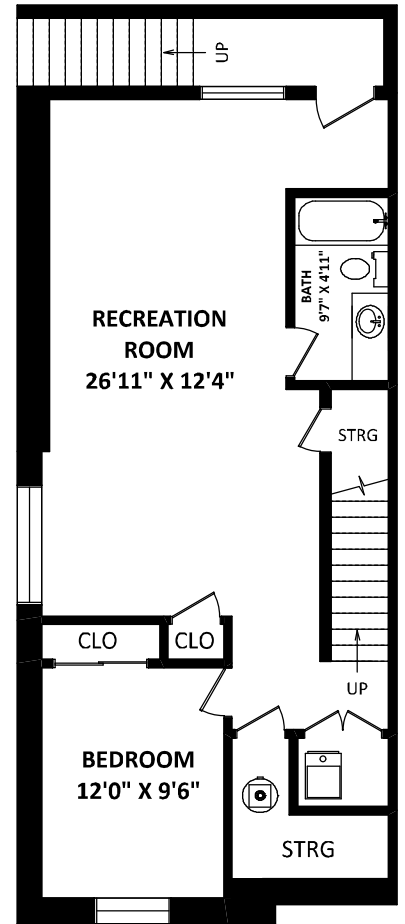 UP
BATH
9'7" X 4'11"
RECREATION
ROOM
26'11" X 12'4"
STRG
CLO
CLO
UP
BEDROOM
12'0" X 9'6"
STRG